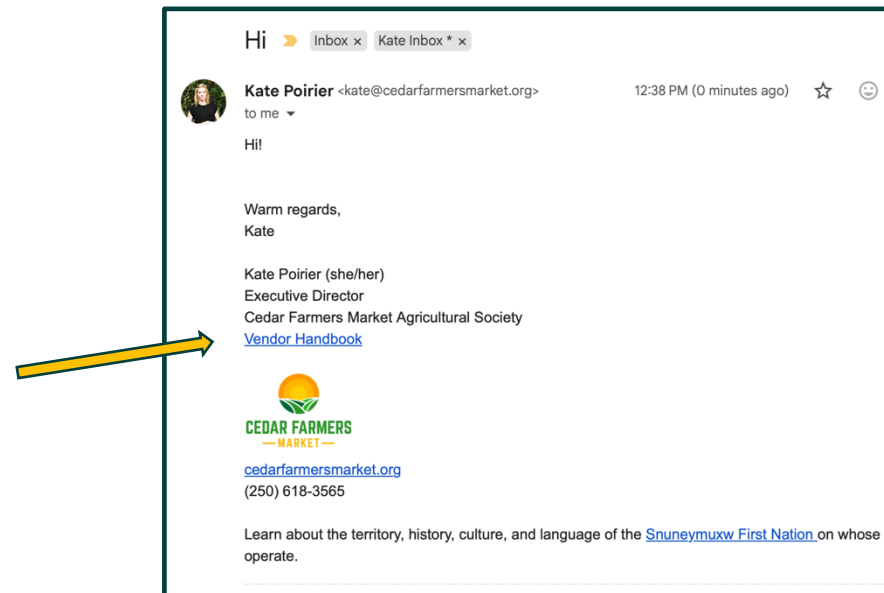 Hi Inbox x Kate Inbox * x
Kate Poirier <kate@cedarfarmersmarket.org> 12:38 PM (0 minutes ago)
to me
Hi!
Warm regards,
Kate
Kate Poirier (she/her)
Executive Director
Cedar Farmers Market Agricultural Society
Vendor Handbook
CEDAR FARMERS
MARKET
cedarfarmersmarket.org
(250) 618-3565
Learn about the territory, history, culture, and language of the Snuneymuxw First Nation on whose
operate.